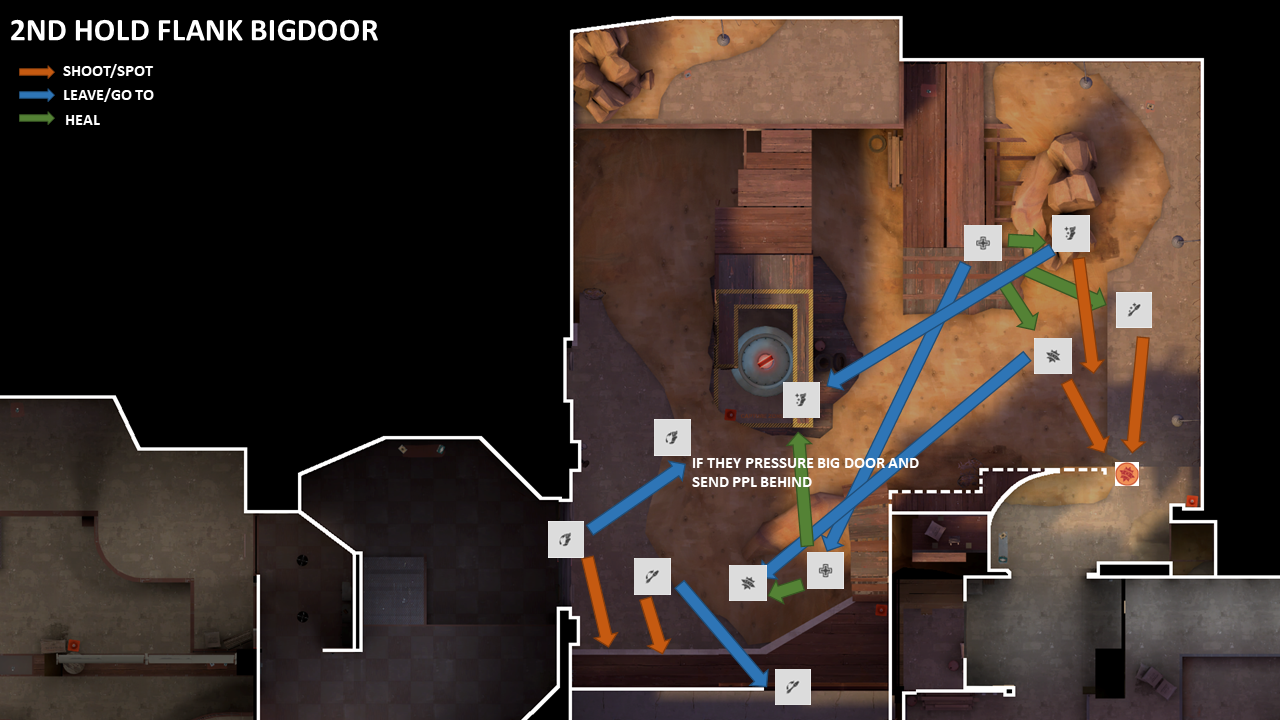 2ND HOLD FLANK BIGDOOR
SHOOT/SPOT
LEAVE/GO TO
HEAL
IF THEY PRESSURE BIG DOOR AND
SEND PPL BEHIND